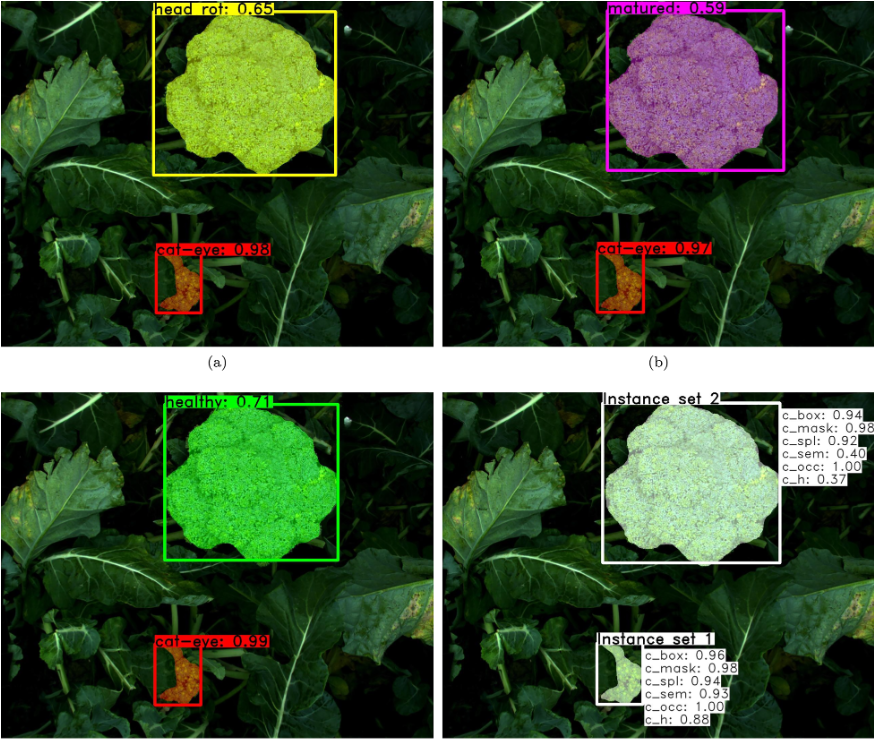 head rot: 0.65
cat-eye: 0.98
(a)
matured: 0.59
cat-eye: 0.97
(b)
healthy: 0.71
cat-eye: 0.99
Instance set 2
c_box: 0.94
c_mask: 0.98
c_spl: 0.92
c_sem: 0.40
c_occ: 1.00
c_h: 0.37
Instance set 1
c_box: 0.96
c_mask: 0.98
c_spl: 0.94
c_sem: 0.93
c_occ: 1.00
c_h: 0.88